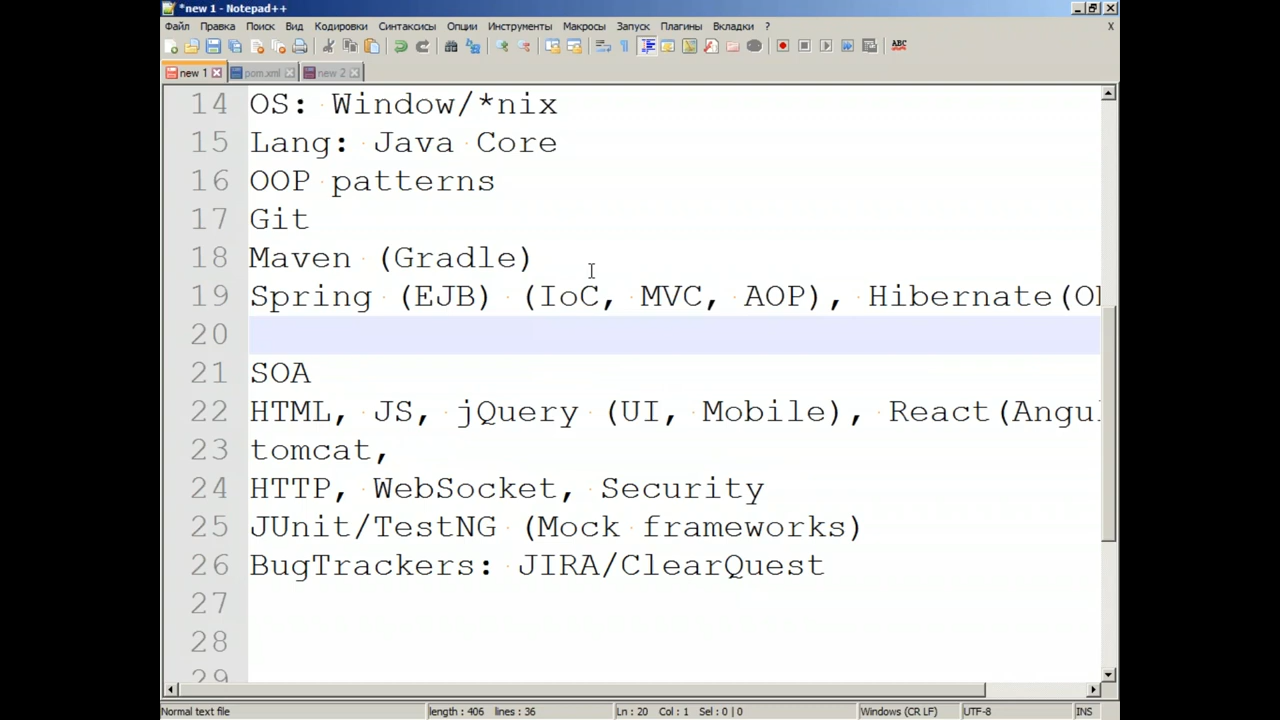 *new 1 - Notepad++
Файл Правка Поиск Вид Кодировки Синтаксисы Опции Инструменты Макросы Запуск Плагины Вкладки ? X
ABC
new 1 pom.xml new 2
14 OS: Window/*nix
15 Lang: Java Core
16 OOP patterns
17 Git
18 Maven (Gradle)
19 Spring (EJB) (IoC, MVC, AOP), Hibernate(O
20
21 SOA
22 HTML, JS, jQuery (UI, Mobile), React(Angu
23 tomcat,
24 HTTP, WebSocket, Security
25 JUnit/TestNG (Mock frameworks)
26 BugTrackers: JIRA/ClearQuest
27
28
29
Normal text file length : 406 lines : 36 Ln : 20 Col : 1 Sel : 0 | 0 Windows (CR LF) UTF-8 INS